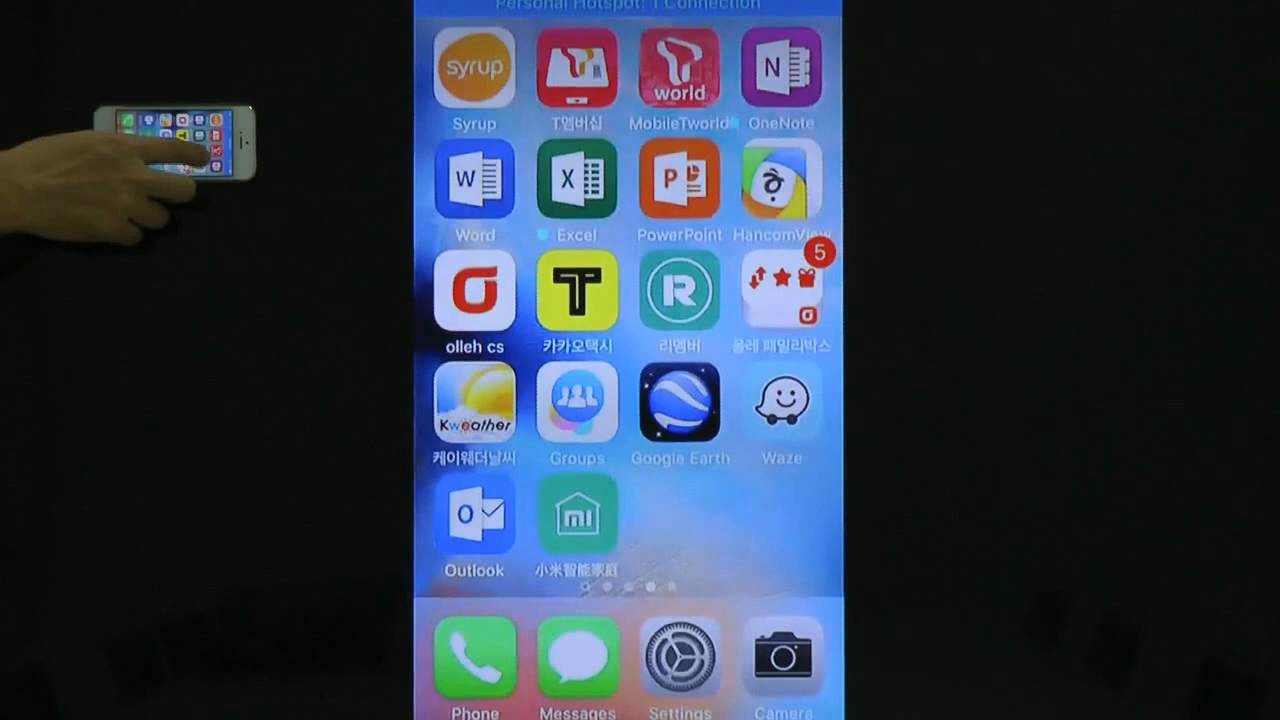 Personal Hotspot: 1 Connection
syrup
world
N
Syrup
T멤버십
MobileTworld
OneNote
W
X
P
한
Word
Excel
PowerPoint
HancomView
5
T
R
olleh cs
카카오택시
리멤버
올레 패밀리박스
Kweather
케이웨더날씨
Groups
Google Earth
Waze
O
mi
Outlook
小米智能家庭
Phone
Messages
Settings
Camera